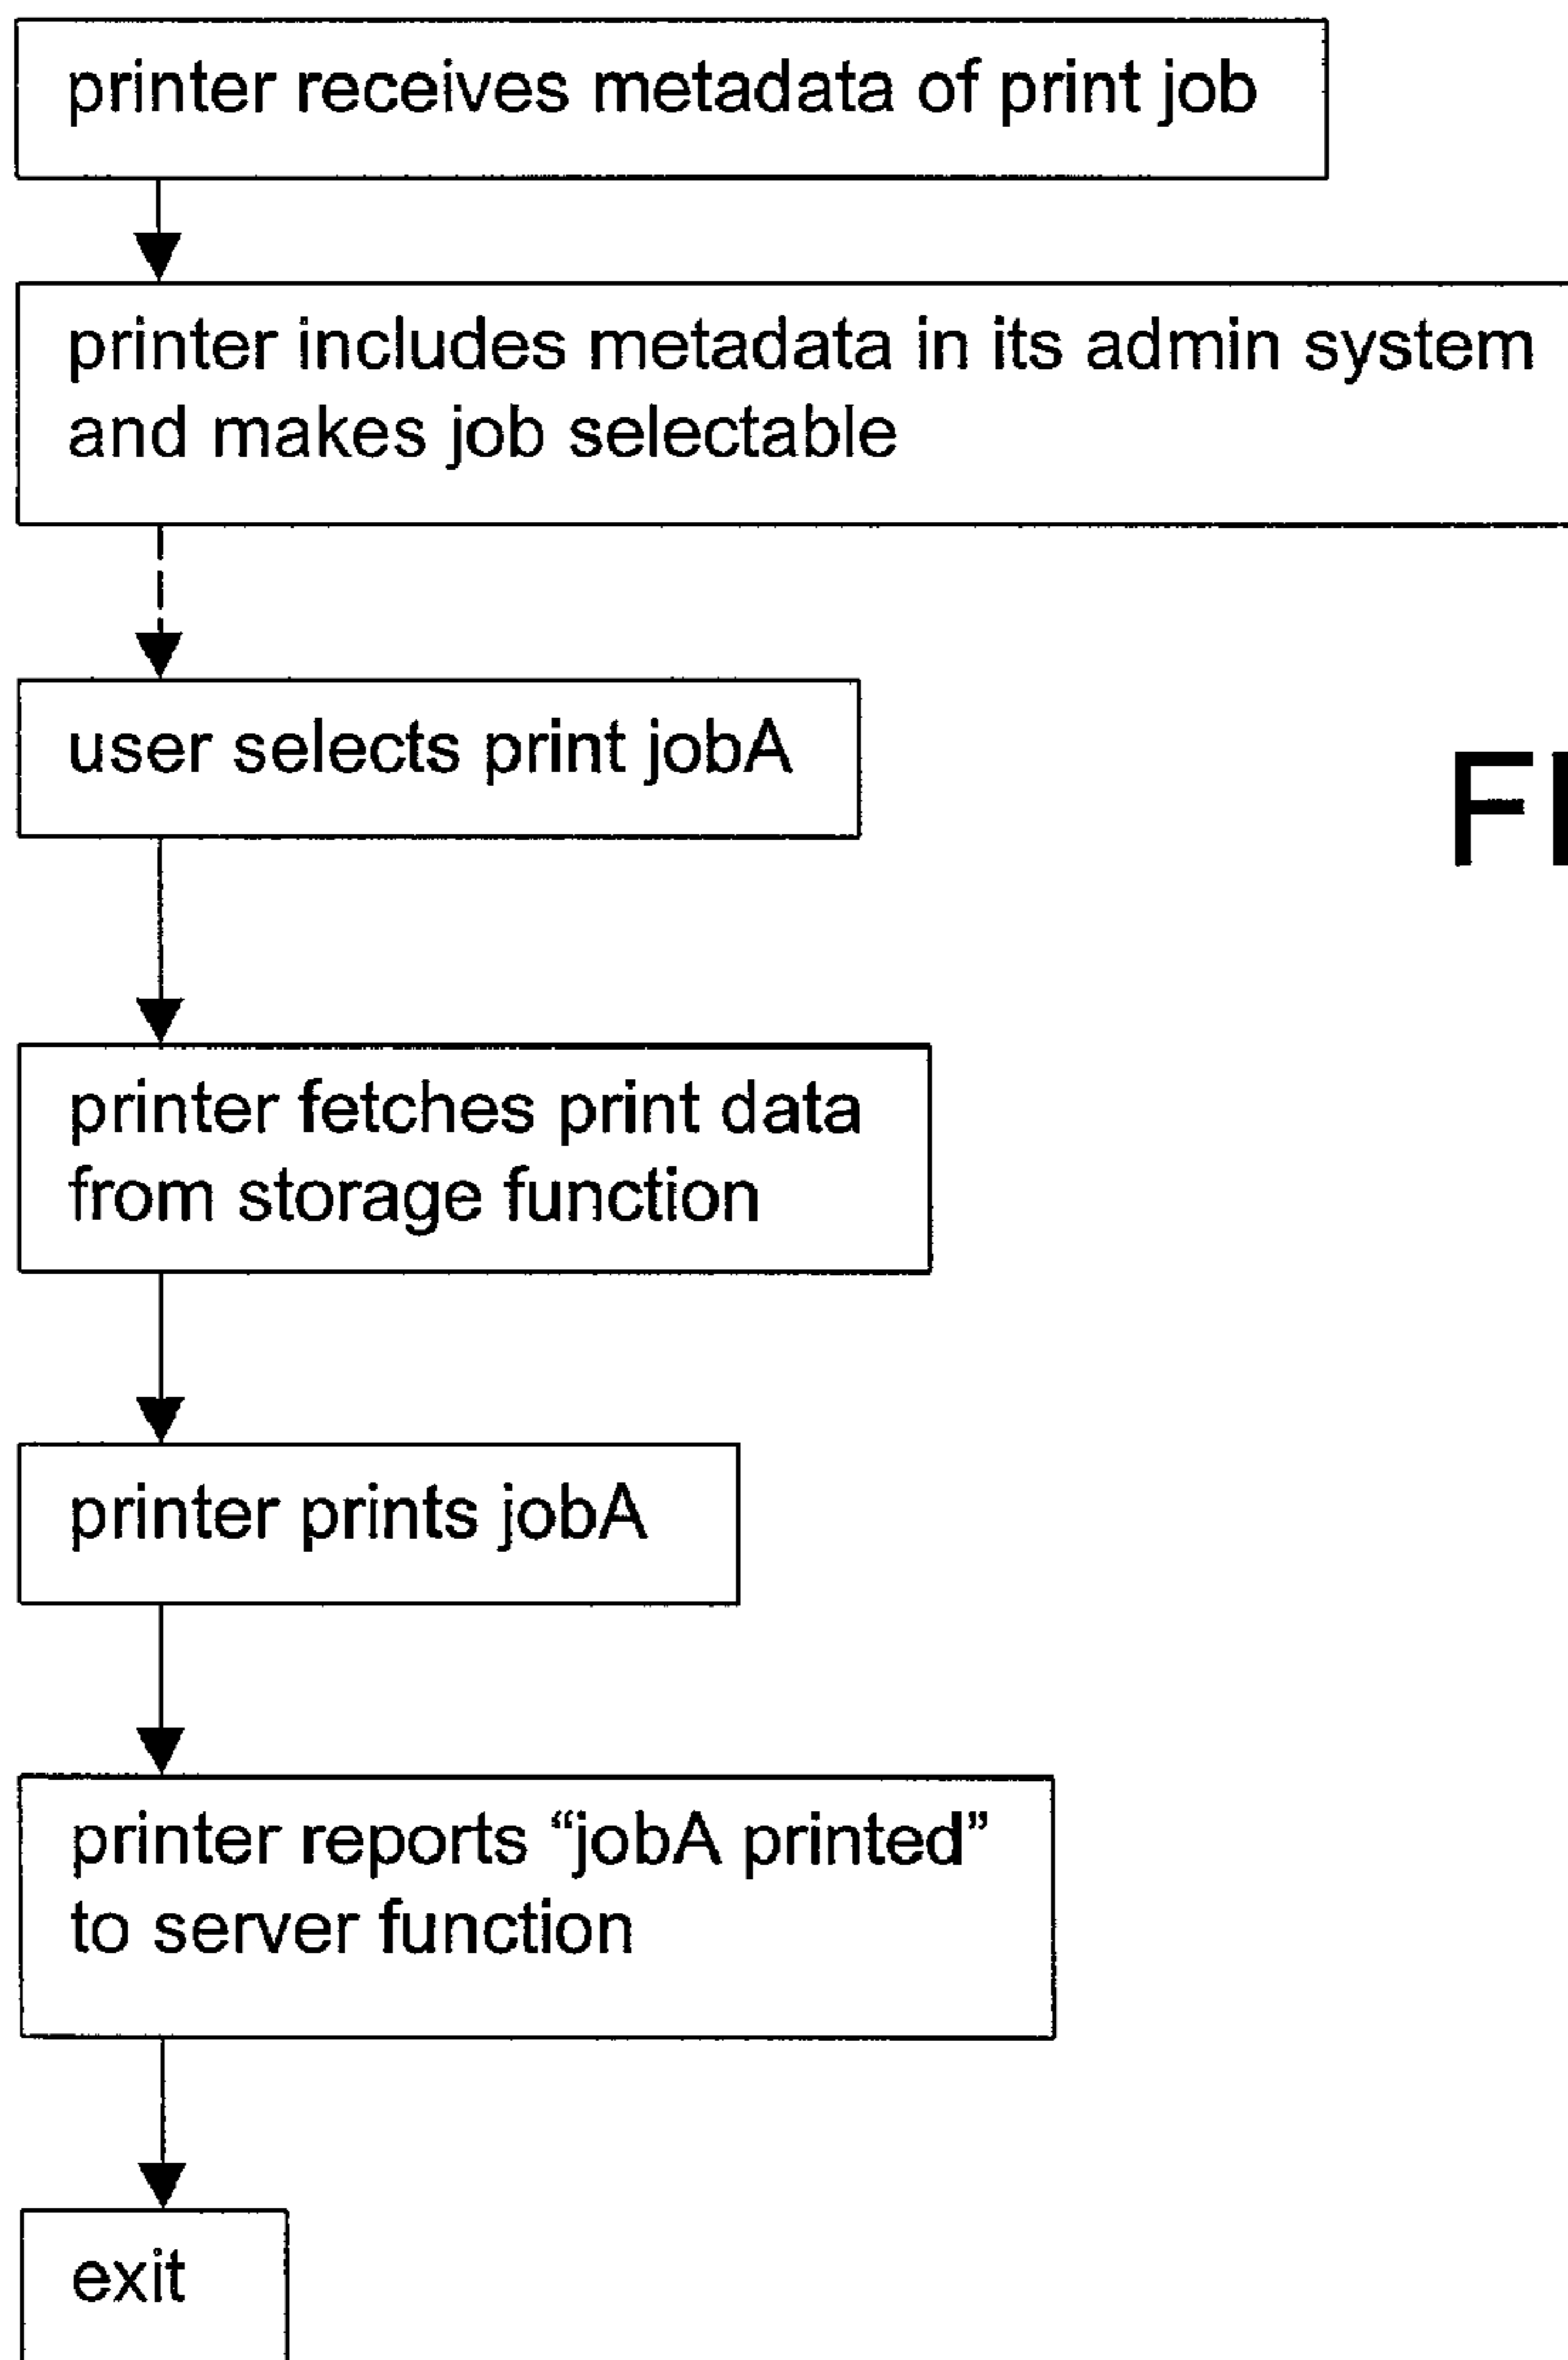 printer receives metadata of print job
printer includes metadata in its admin system
and makes job selectable
user selects print jobA
FI
printer fetches print data
from storage function
printer prints jobA
printer reports “jobA printed”
to server function
exit